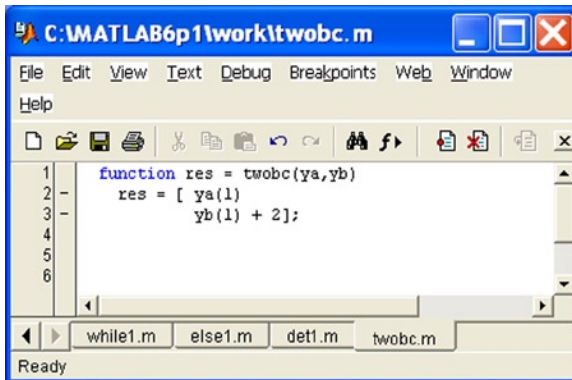 C:\MATLAB6p1\work\twobc.m
File Edit View Text Debug Breakpoints Web Window
Help
1 function res = twobc(ya,yb)
2 - res = [ ya(1)
3 - yb(1) + 2];
4
5
6
while1.m else1.m det1.m twobc.m
Ready